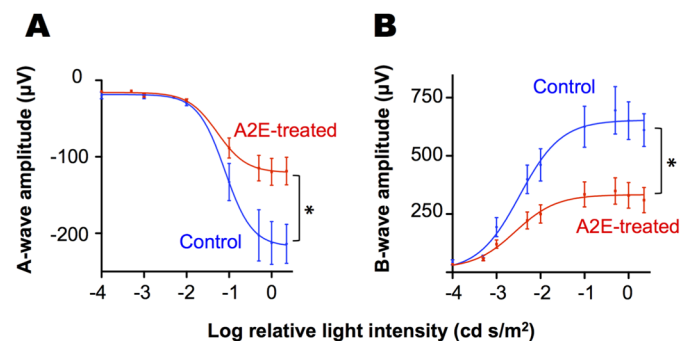 A
B
A-wave amplitude (µV)
0
-100
-200
-4
-3
-2
-1
0
A2E-treated
Control
*
B-wave amplitude (µV)
750
500
250
-4
-3
-2
-1
0
Control
A2E-treated
*
Log relative light intensity (cd s/m²)